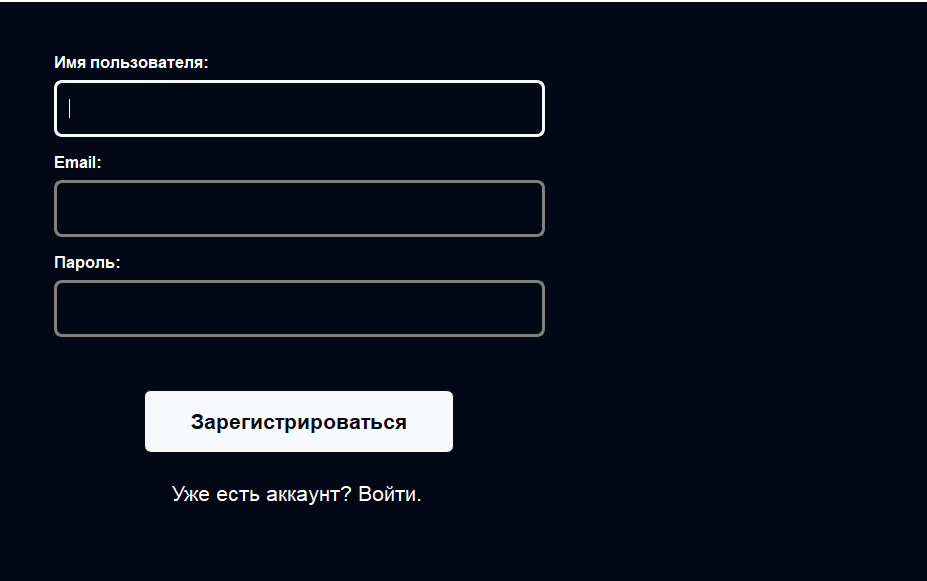 Имя пользователя:
Email:
Пароль:
Зарегистрироваться
Уже есть аккаунт? Войти.